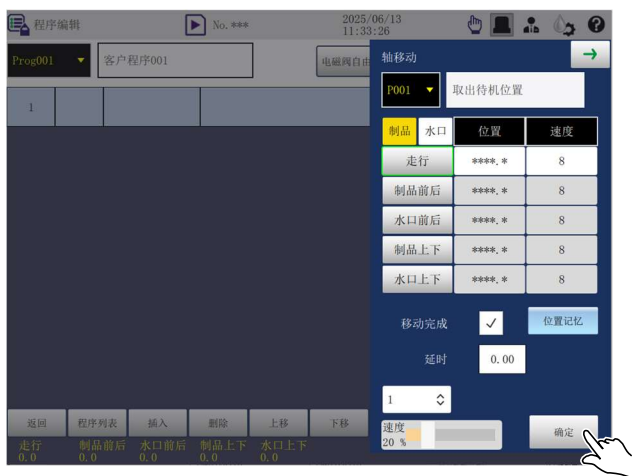 程序编辑 No. *** 2025/06/13
11:33:26
Prog001 客户程序001 电磁阀自由
1
轴移动
P001 取出待机位置
制品 水口 位置 速度
走行 ****.* 8
制品前后 ****.* 8
水口前后 ****.* 8
制品上下 ****.* 8
水口上下 ****.* 8
移动完成 ✓ 位置记忆
延时 0.00
1
速度
20 %
确定
返回 程序列表 插入 删除 上移 下移
走行 制品前后 水口前后 制品上下 水口上下
0.0 0.0 0.0 0.0 0.0